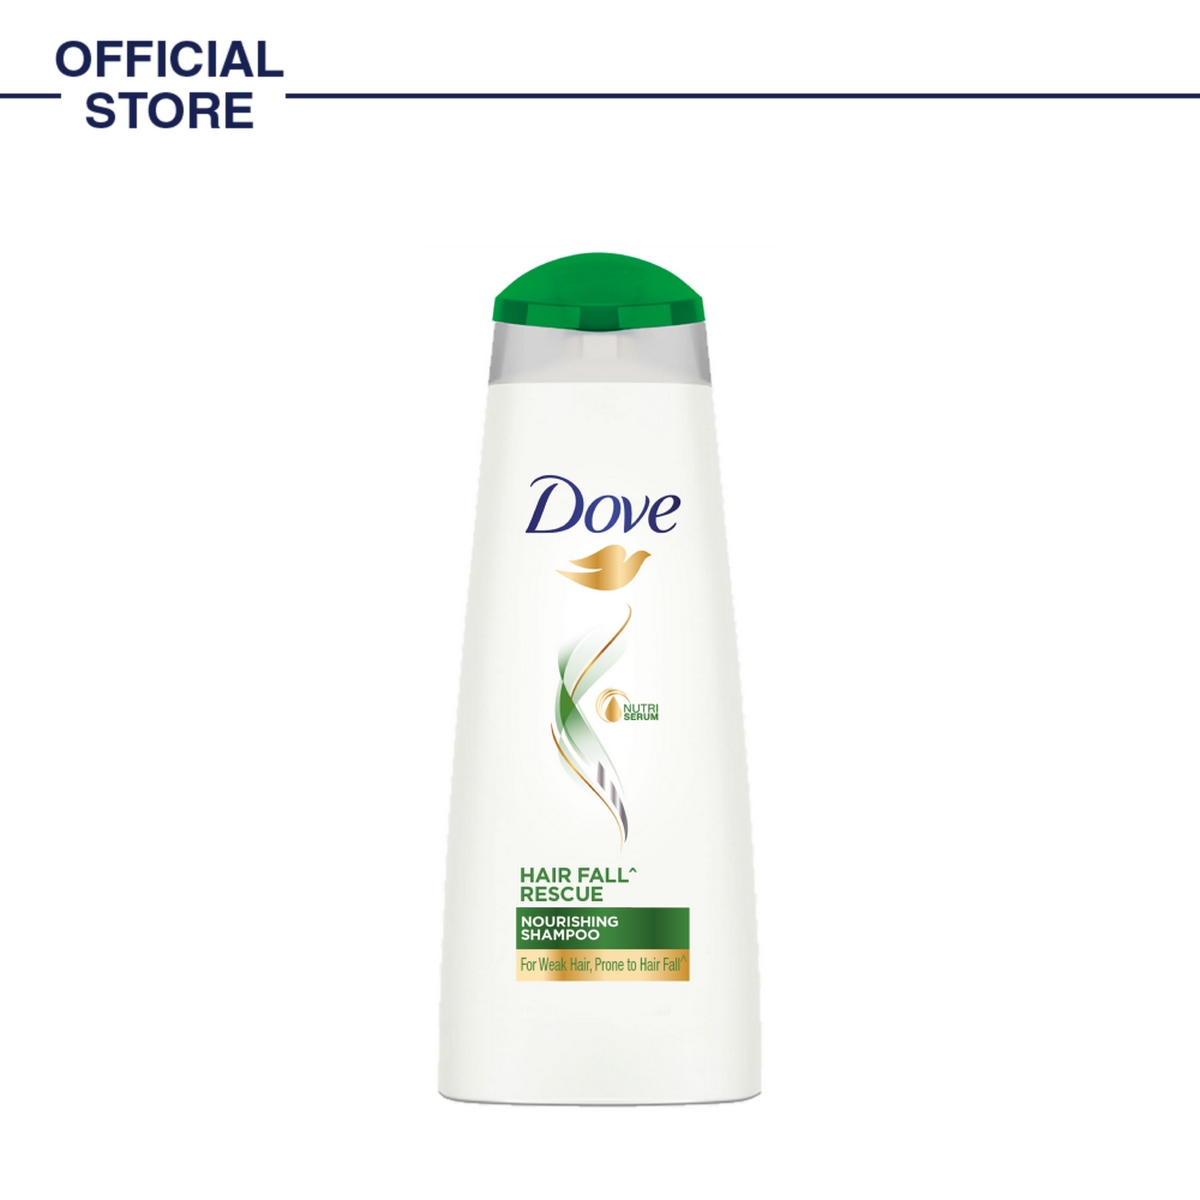 OFFICIAL
STORE
Dove
NUTRI
SERUM
HAIR FALL^
RESCUE
NOURISHING
SHAMPOO
For Weak Hair, Prone to Hair Fall^